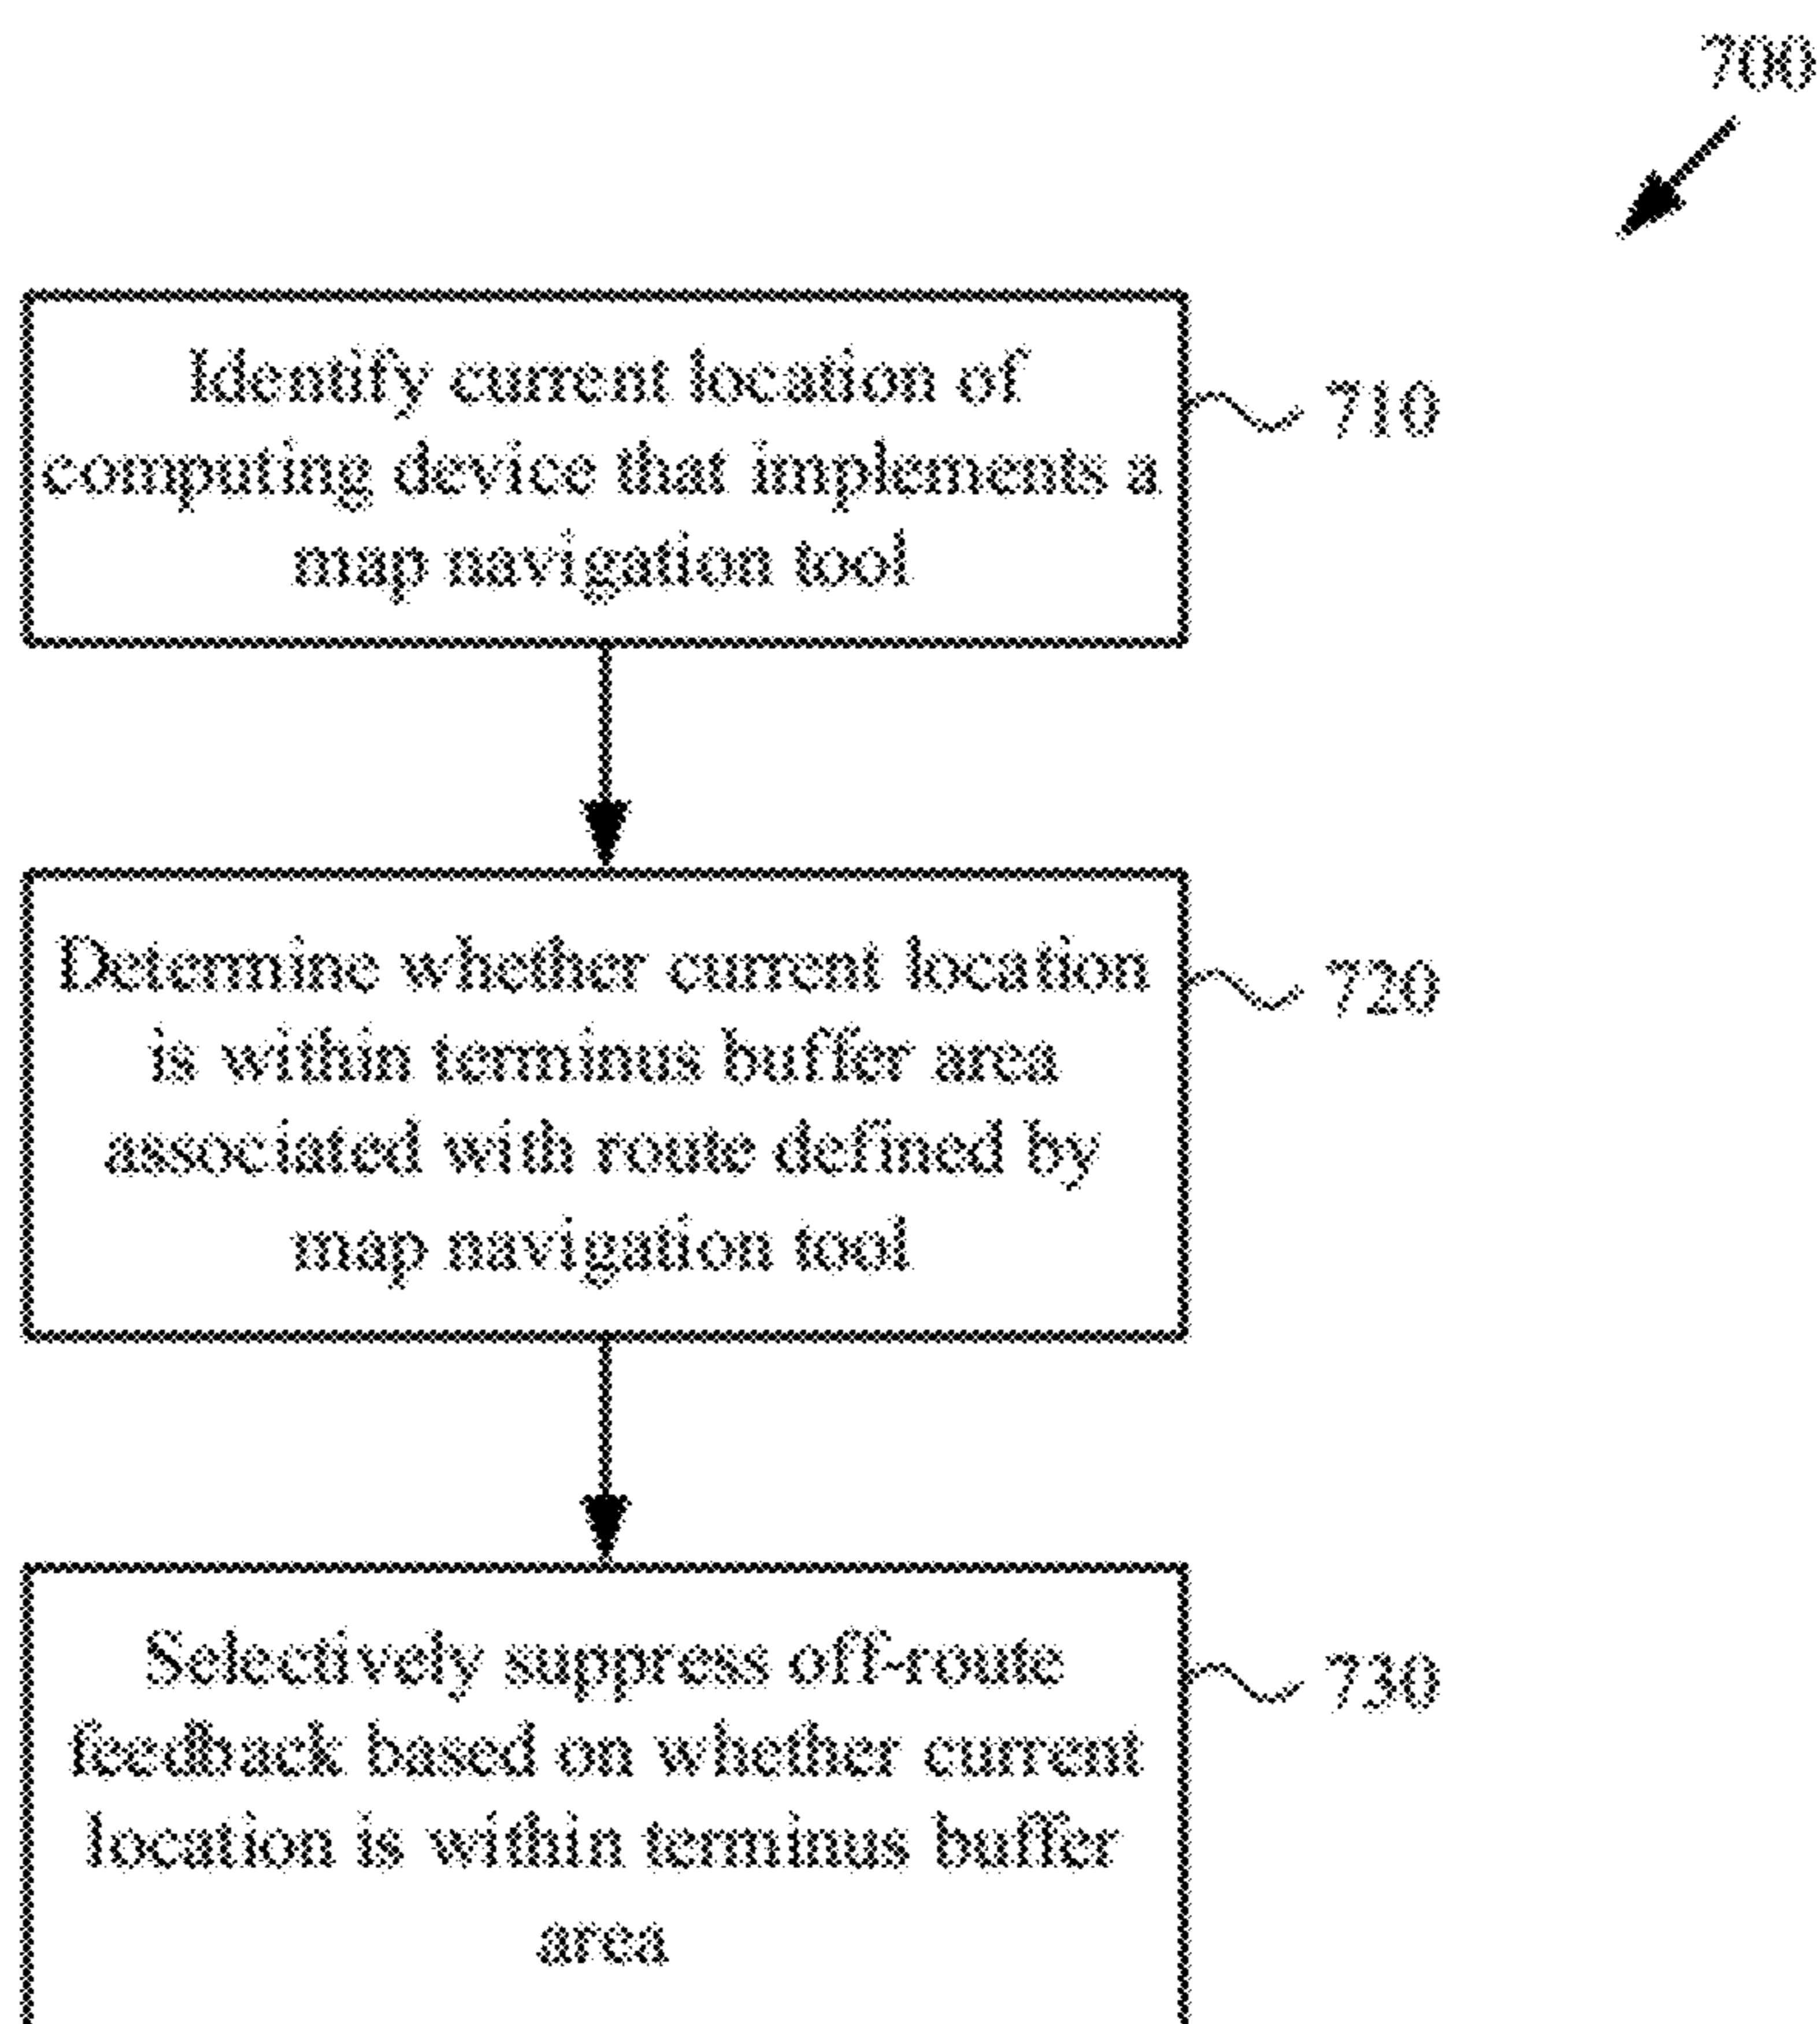 700
Identify current location of
computing device that implements a
map navigation tool
710
Determine whether current location
is within terminus buffer area
associated with route defined by
map navigation tool
720
Selectively suppress off-route
feedback based on whether current
location is within terminus buffer
area
730